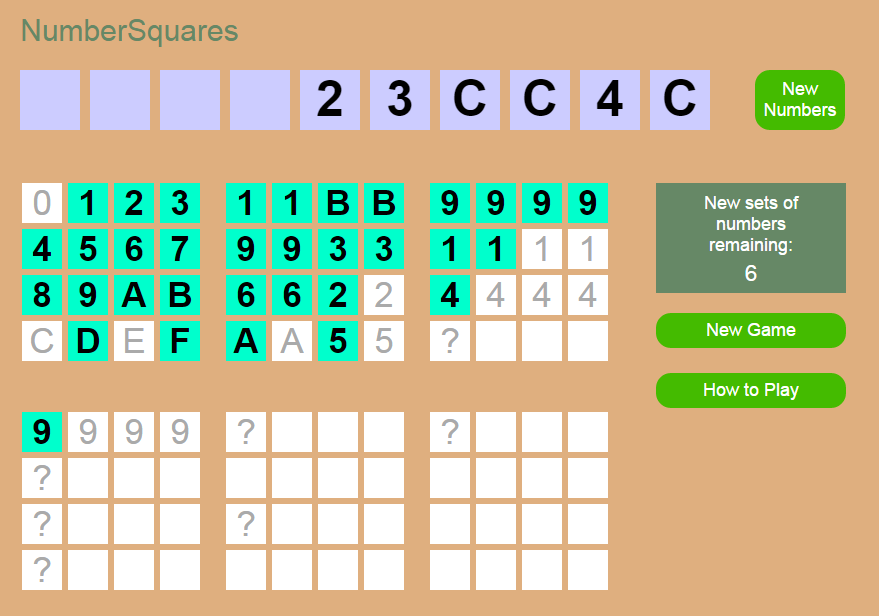 NumberSquares
2 3 C C 4 C
New
Numbers
0 1 2 3 1 1 B B 9 9 9 9
4 5 6 7 9 9 3 3 1 1 1 1
8 9 A B 6 6 2 2 4 4 4 4
C D E F A A 5 5 ?
New sets of
numbers
remaining:
6
New Game
How to Play
9 9 9 9 ? ?
?
? ?
?